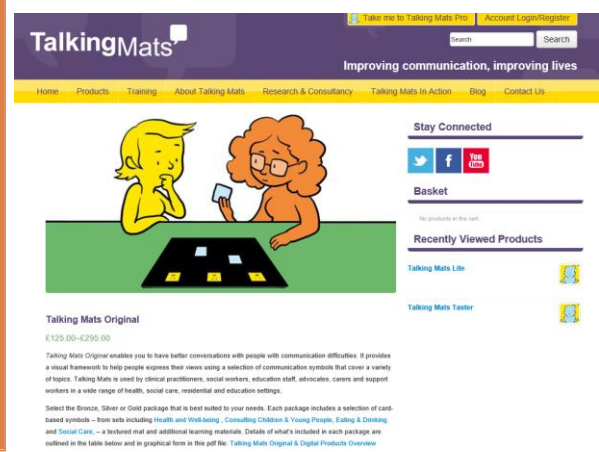 Take me to Talking Mats Pro
Account Login/Register
TalkingMats
Search
Search
Improving communication, improving lives
Home Products Training About Talking Mats Research & Consultancy Talking Mats In Action Blog Contact Us
Stay Connected
You Tube
Basket
No products in the cart.
Recently Viewed Products
Talking Mats Lite
Talking Mats Taster
Talking Mats Original
£125.00–£295.00
Talking Mats Original enables you to have better conversations with people with communication difficulties. It provides
a visual framework to help people express their views using a selection of communication symbols that cover a variety
of topics. Talking Mats is used by clinical practitioners, social workers, education staff, advocates, carers and support
workers in a wide range of health, social care, residential and education settings.
Select the Bronze, Silver or Gold package that is best suited to your needs. Each package includes a selection of card-
based symbols – from sets including Health and Well-being , Consulting Children & Young People, Eating & Drinking
and Social Care, – a textured mat and additional learning materials. Details of what's included in each package are
outlined in the table below and in graphical form in this pdf file: Talking Mats Original & Digital Products Overview